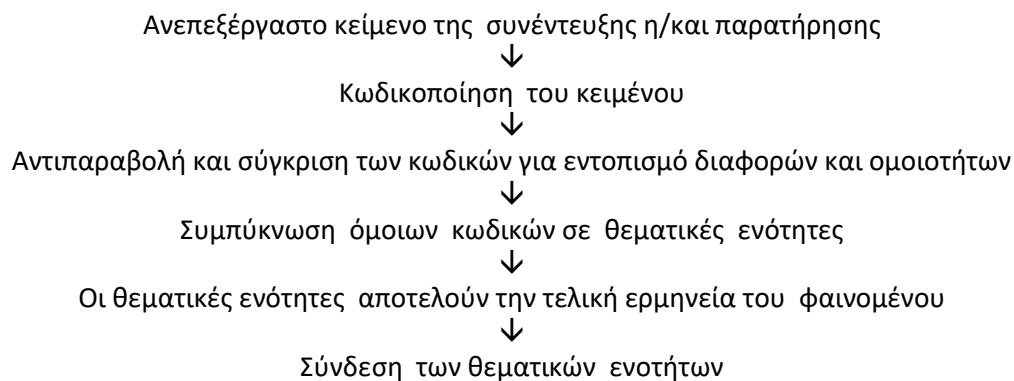 Ανεπεξέργαστο κείμενο της συνέντευξης η/και παρατήρησης
↓
Κωδικοποίηση του κειμένου
↓
Αντιπαραβολή και σύγκριση των κωδικών για εντοπισμό διαφορών και ομοιοτήτων
↓
Συμπύκνωση όμοιων κωδικών σε θεματικές ενότητες
↓
Οι θεματικές ενότητες αποτελούν την τελική ερμηνεία του φαινομένου
↓
Σύνδεση των θεματικών ενοτήτων